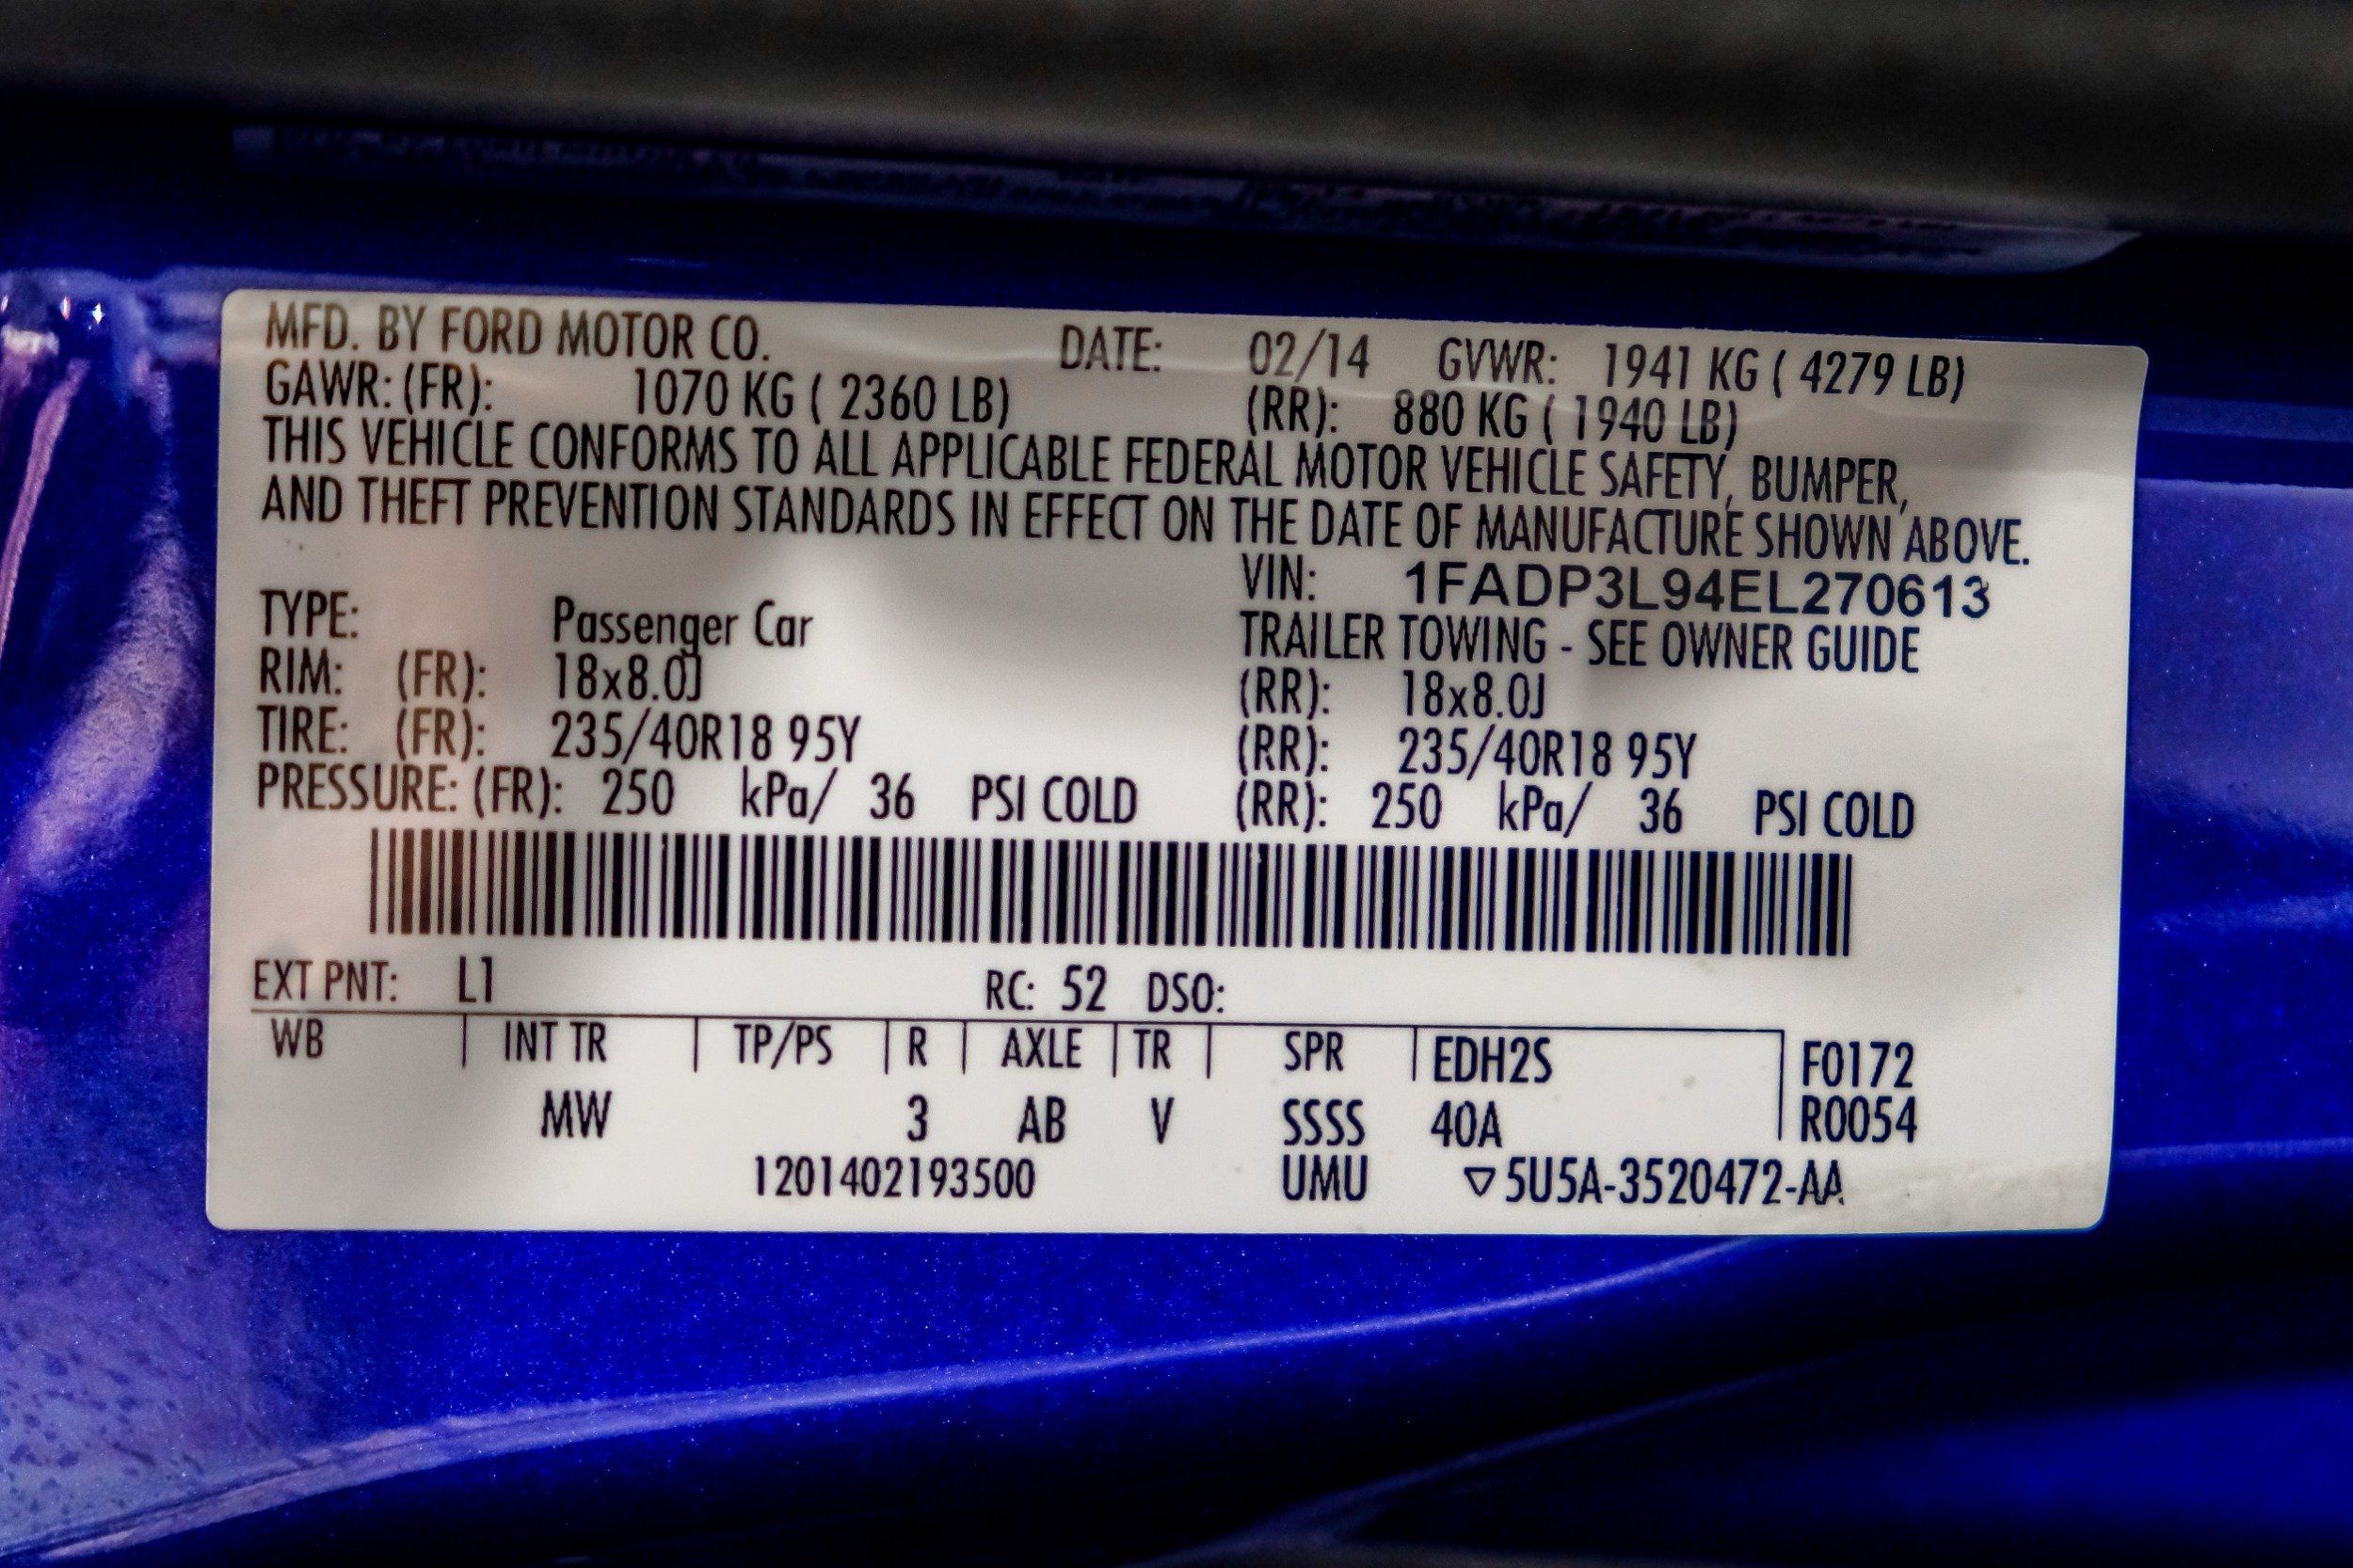 MFD. BY FORD MOTOR CO. DATE: 02/14 GVWR: 1941 KG ( 4279 LB)
GAWR: (FR): 1070 KG ( 2360 LB) (RR): 880 KG ( 1940 LB)
THIS VEHICLE CONFORMS TO ALL APPLICABLE FEDERAL MOTOR VEHICLE SAFETY, BUMPER,
AND THEFT PREVENTION STANDARDS IN EFFECT ON THE DATE OF MANUFACTURE SHOWN ABOVE.
VIN: 1FADP3L94EL270613
TYPE: Passenger Car TRAILER TOWING - SEE OWNER GUIDE
RIM: (FR): 18x8.0J (RR): 18x8.0J
TIRE: (FR): 235/40R18 95Y (RR): 235/40R18 95Y
PRESSURE: (FR): 250 kPa/ 36 PSI COLD (RR): 250 kPa/ 36 PSI COLD
EXT PNT: L1 RC: 52 DSO:
WB | INT TR | TP/PS | R | AXLE | TR | SPR | EDH2S F0172
MW 3 AB V SSSS 40A R0054
1201402193500 UMU ▽5U5A-3520472-AA